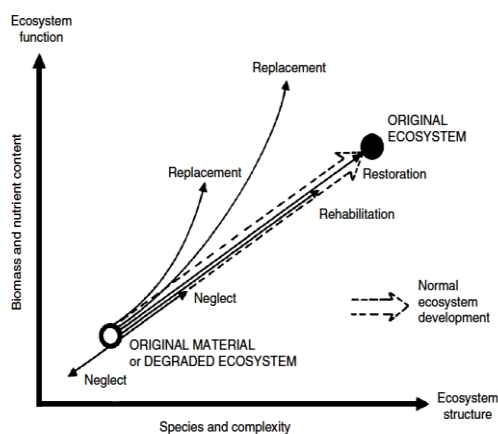 Ecosystem
function
Replacement
ORIGINAL
ECOSYSTEM
Replacement
Restoration
Rehabilitation
Biomass and nutrient content
Neglect
Normal
ecosystem
development
ORIGINAL MATERIAL
or DEGRADED ECOSYSTEM
Neglect
Ecosystem
structure
Species and complexity